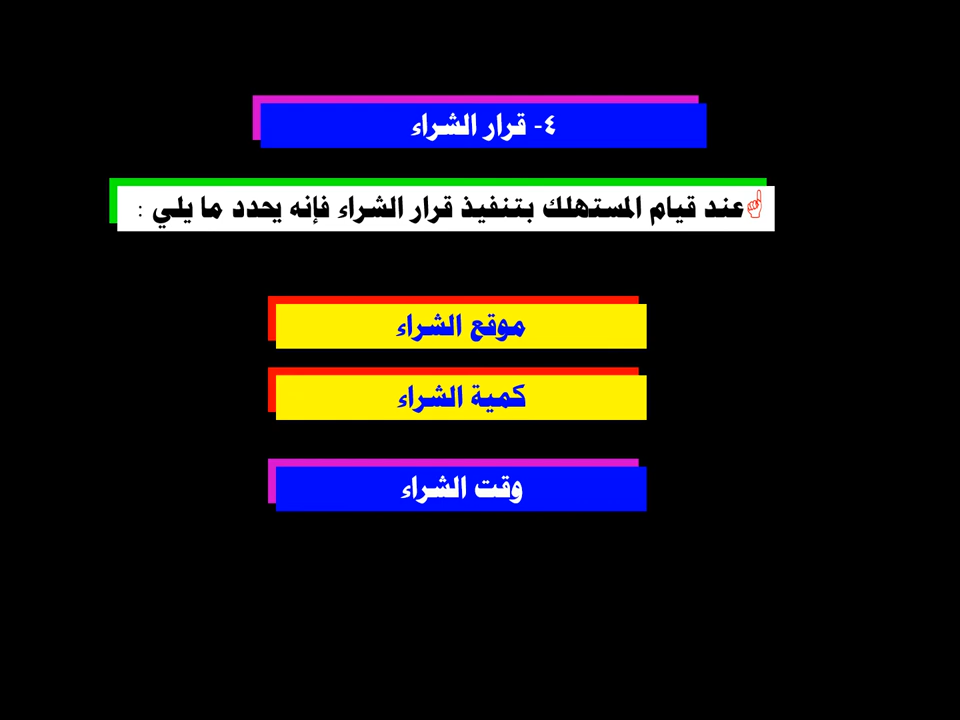 ٤- قرار الشراء
عند قيام المستهلك بتنفيذ قرار الشراء فإنه يحدد ما يلي :
موقع الشراء
كمية الشراء
وقت الشراء